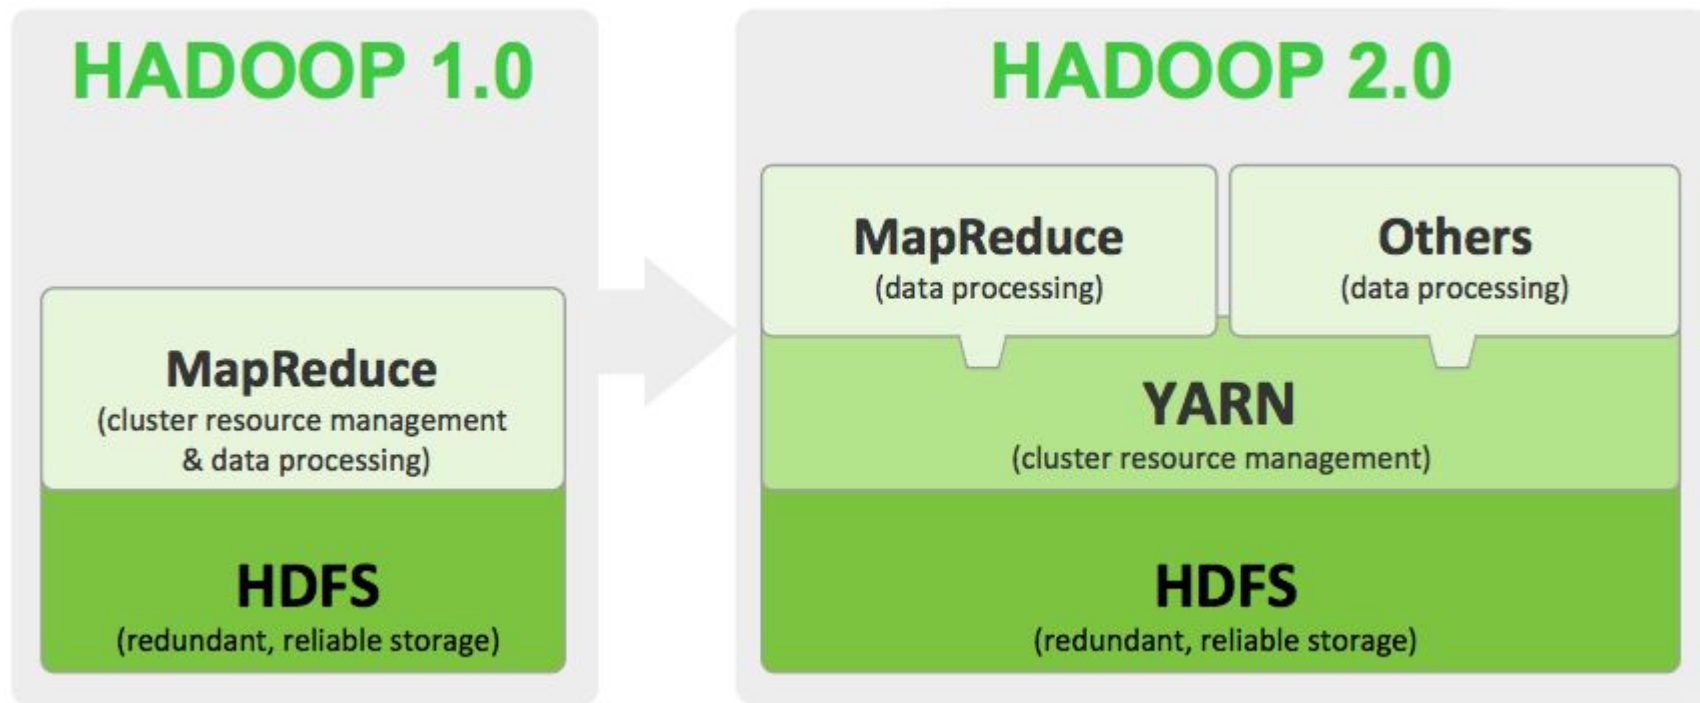 HADOOP 1.0
MapReduce
(cluster resource management
& data processing)
HDFS
(redundant, reliable storage)
HADOOP 2.0
MapReduce
(data processing)
Others
(data processing)
YARN
(cluster resource management)
HDFS
(redundant, reliable storage)